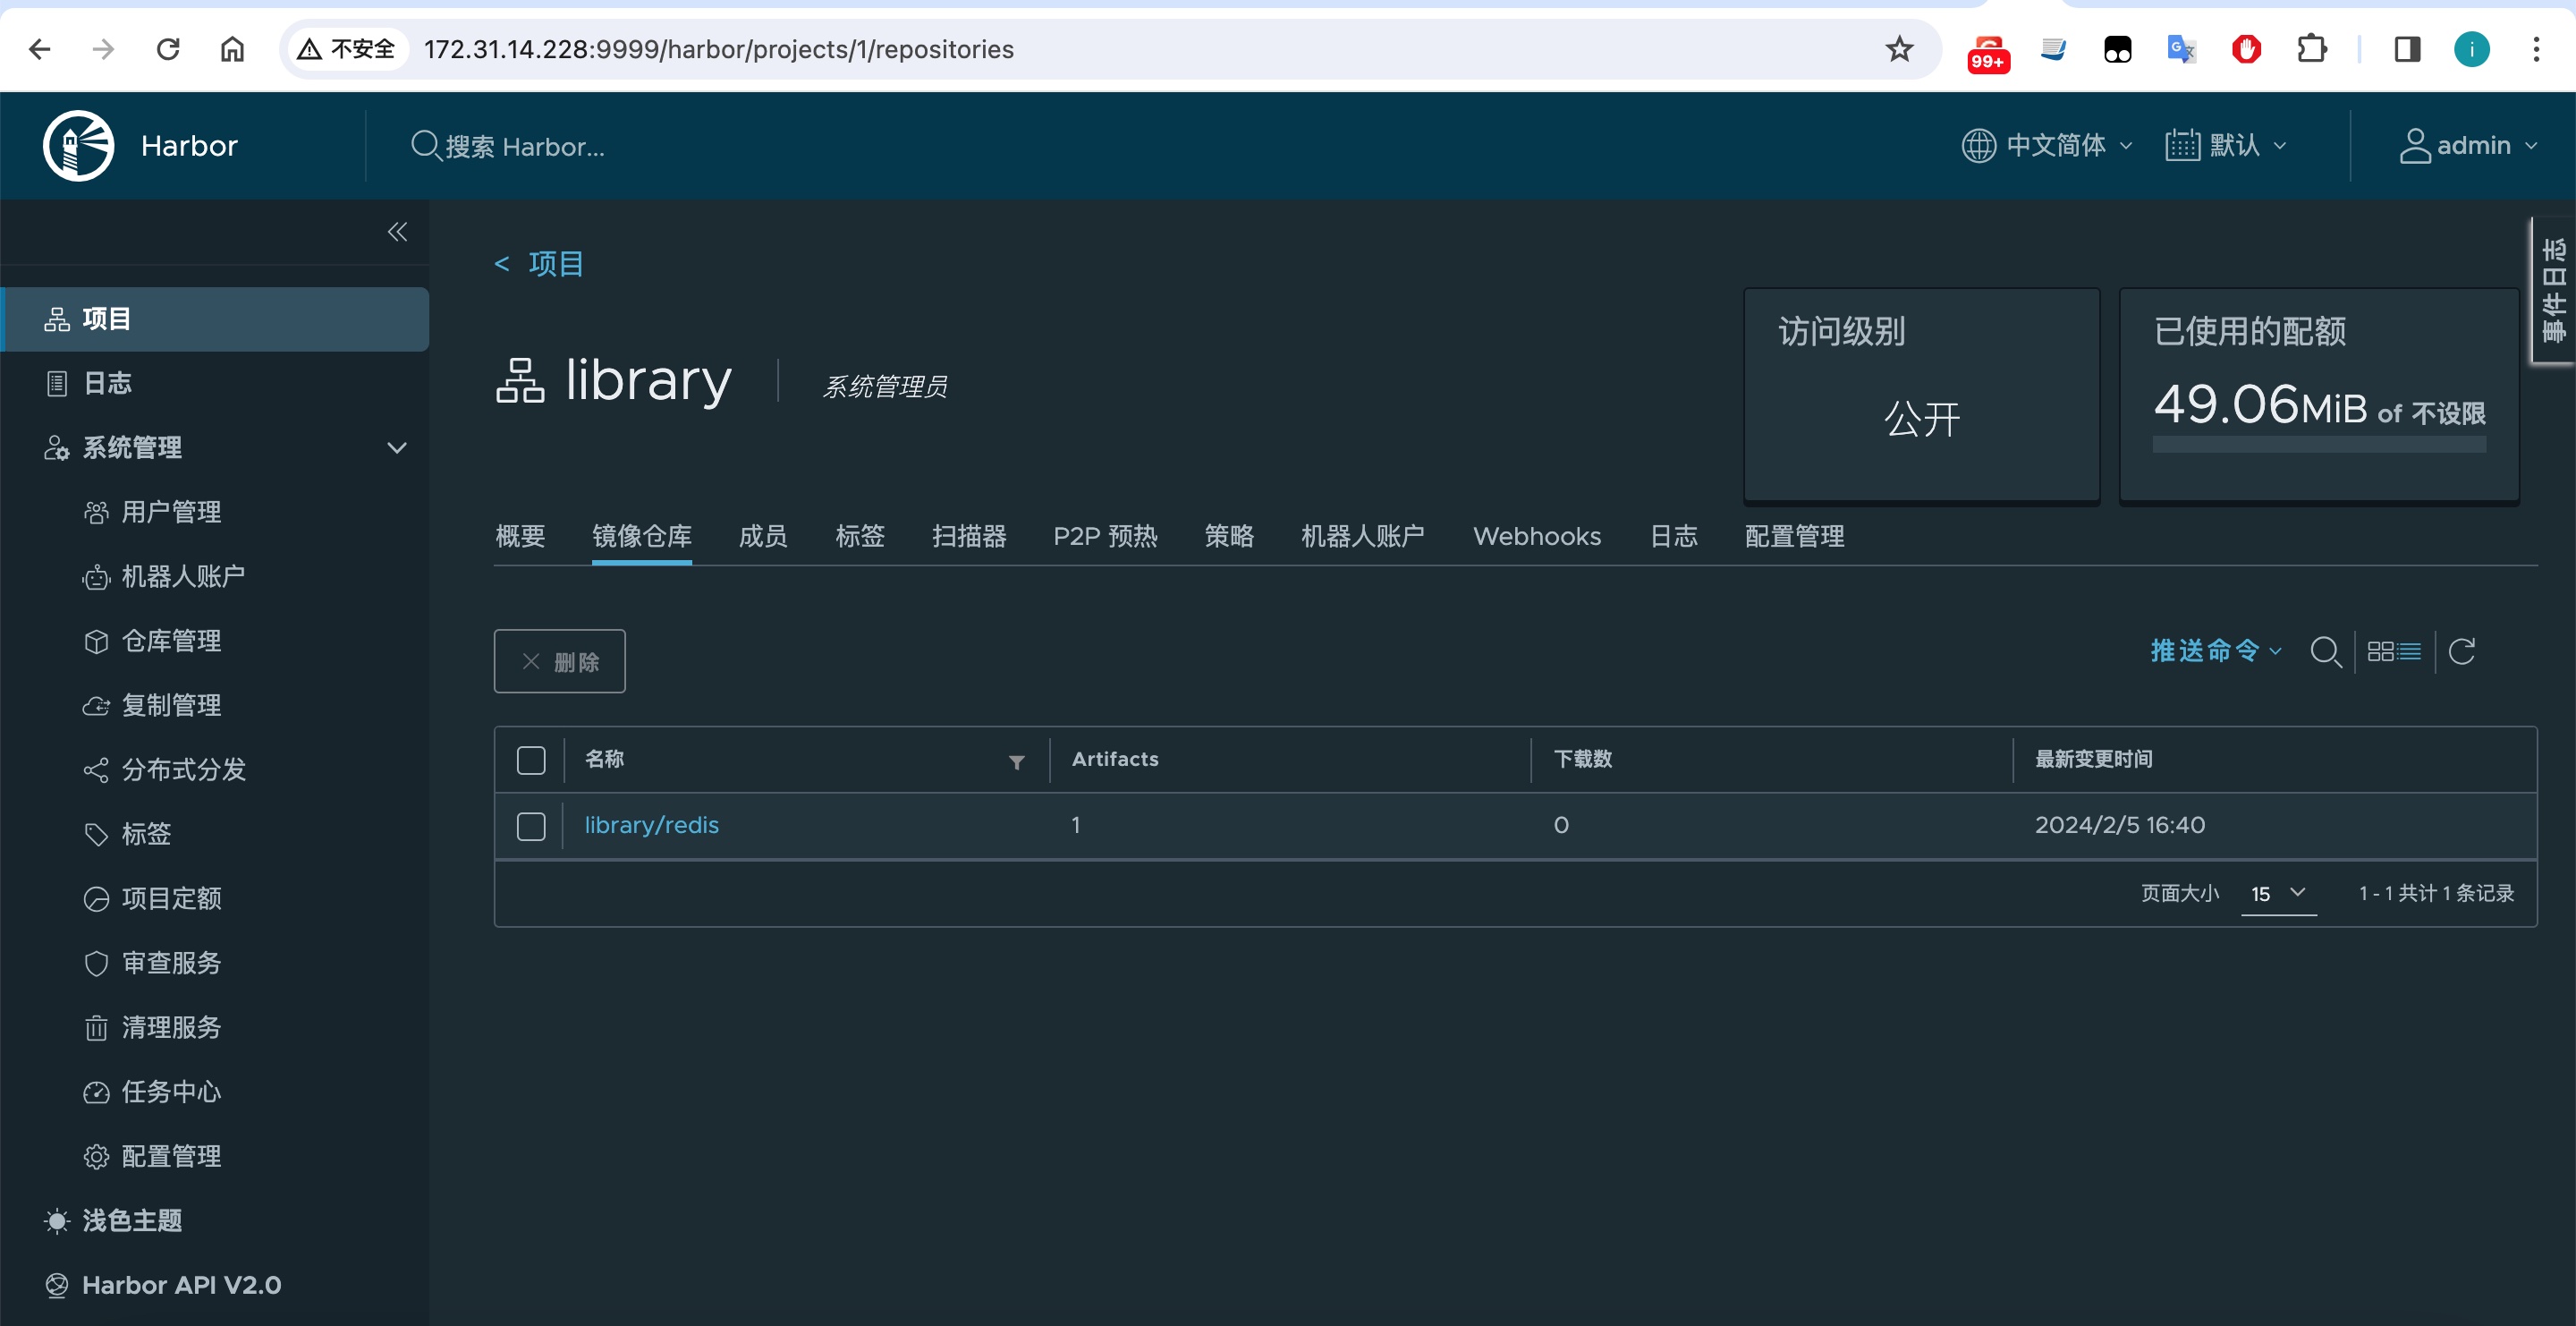 不安全 172.31.14.228:9999/harbor/projects/1/repositories
99+
i
Harbor
搜索 Harbor...
中文简体
默认
admin
项目
日志
系统管理
用户管理
机器人账户
仓库管理
复制管理
分布式分发
标签
项目定额
审查服务
清理服务
任务中心
配置管理
浅色主题
Harbor API V2.0
< 项目
library
系统管理员
访问级别
公开
已使用的配额
49.06MiB of 不设限
事件日志
概要 镜像仓库 成员 标签 扫描器 P2P 预热 策略 机器人账户 Webhooks 日志 配置管理
删除
推送命令
名称 Artifacts 下载数 最新变更时间
library/redis 1 0 2024/2/5 16:40
页面大小 15 1 - 1 共计 1 条记录